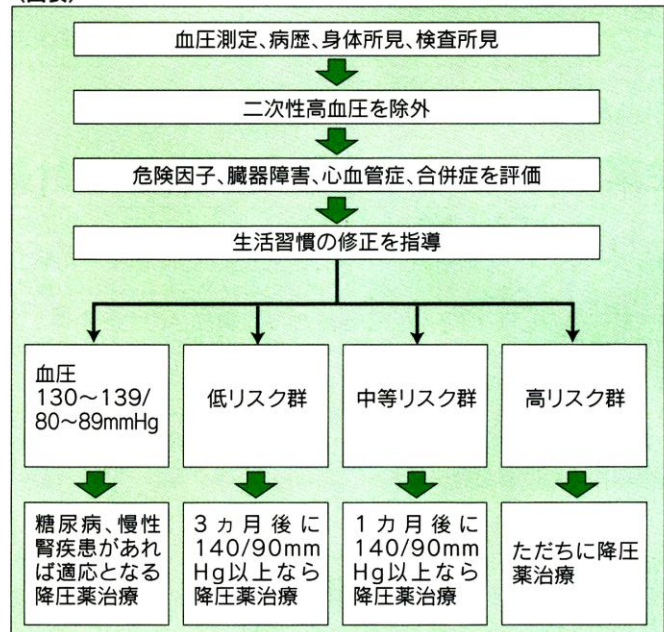 血圧測定、病歴、身体所見、検査所見
二次性高血圧を除外
危険因子、臓器障害、心血管症、合併症を評価
生活習慣の修正を指導
血圧
130〜139/
80〜89mmHg
低リスク群
中等リスク群
高リスク群
糖尿病、慢性
腎疾患があれ
ば適応となる
降圧薬治療
3ヵ月後に
140/90mm
Hg以上なら
降圧薬治療
1カ月後に
140/90mm
Hg以上なら
降圧薬治療
ただちに降圧
薬治療